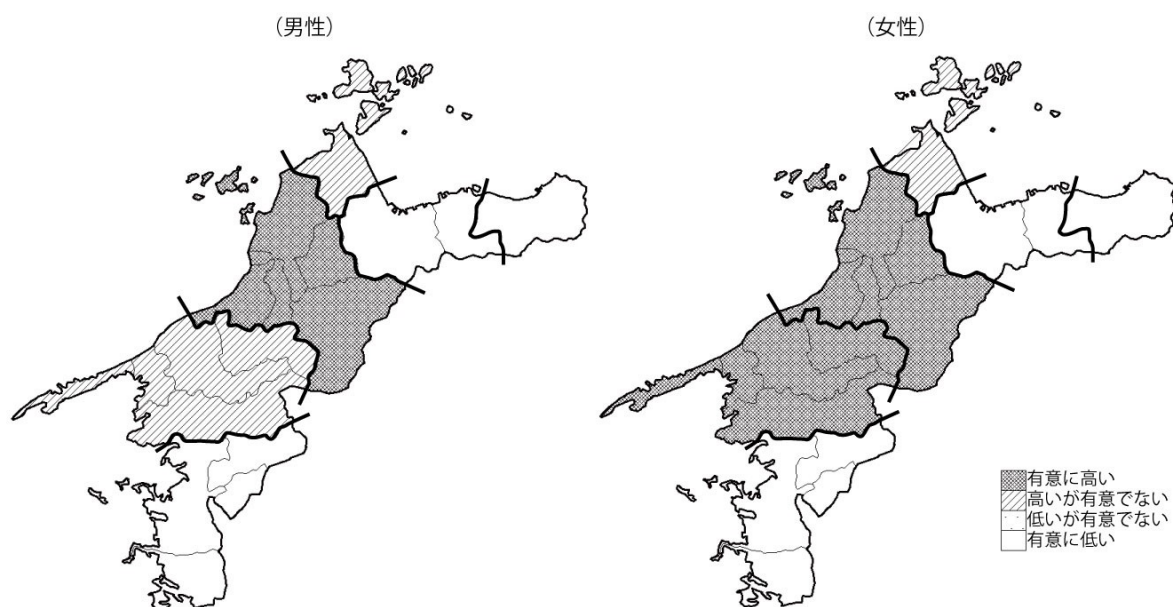 (男性)
(女性)
有意に高い
高いが有意でない
低いが有意でない
有意に低い